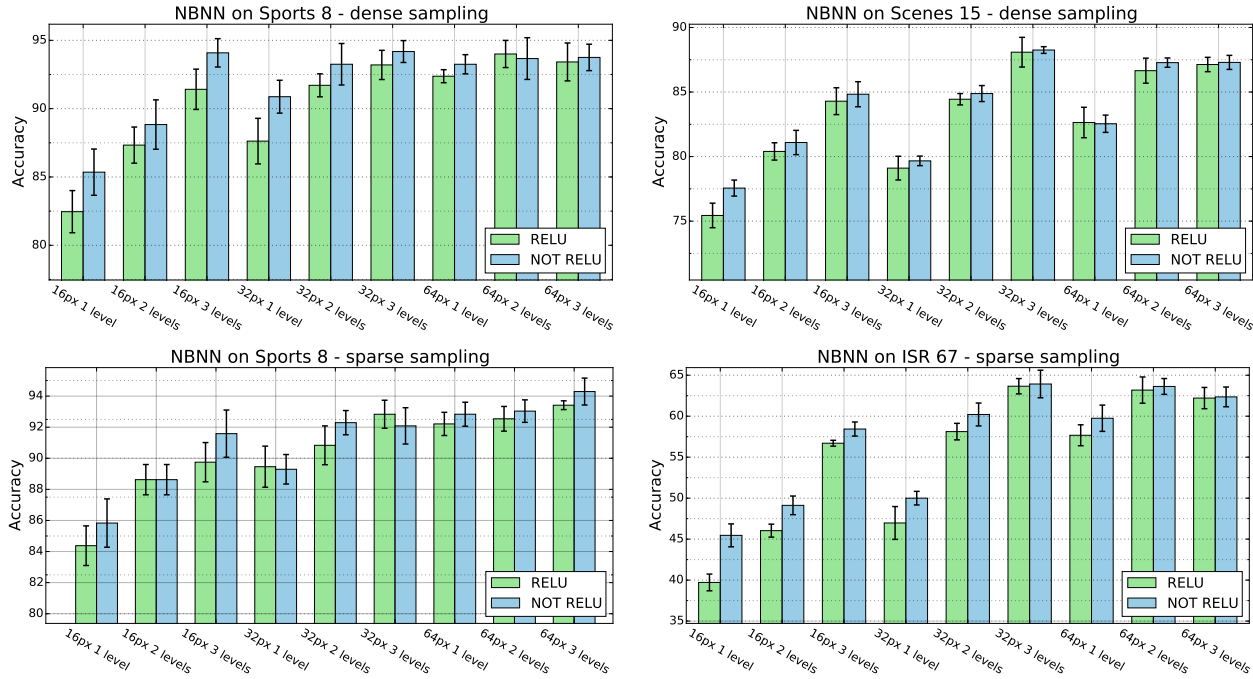 NBNN on Sports 8 - dense sampling
Accuracy
95
90
85
80
RELU
NOT RELU
16px 1 level
16px 2 levels
16px 3 levels
32px 1 level
32px 2 levels
32px 3 levels
64px 1 level
64px 2 levels
64px 3 levels
NBNN on Scenes 15 - dense sampling
Accuracy
90
85
80
75
RELU
NOT RELU
16px 1 level
16px 2 levels
16px 3 levels
32px 1 level
32px 2 levels
32px 3 levels
64px 1 level
64px 2 levels
64px 3 levels
NBNN on Sports 8 - sparse sampling
Accuracy
94
92
90
88
86
84
82
80
RELU
NOT RELU
16px 1 level
16px 2 levels
16px 3 levels
32px 1 level
32px 2 levels
32px 3 levels
64px 1 level
64px 2 levels
64px 3 levels
NBNN on ISR 67 - sparse sampling
Accuracy
65
60
55
50
45
40
35
RELU
NOT RELU
16px 1 level
16px 2 levels
16px 3 levels
32px 1 level
32px 2 levels
32px 3 levels
64px 1 level
64px 2 levels
64px 3 levels